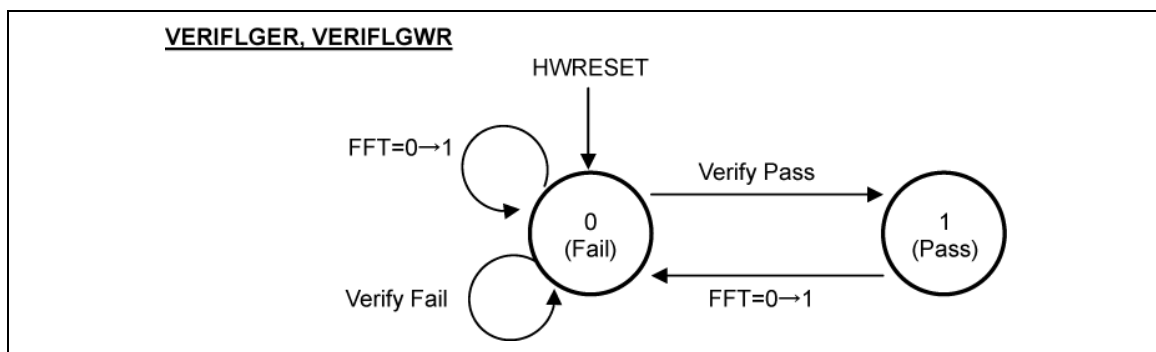 VERIFLGER, VERIFLGWR
HWRESET
FFT=0→1
Verify Pass
0
(Fail)
1
(Pass)
Verify Fail
FFT=0→1